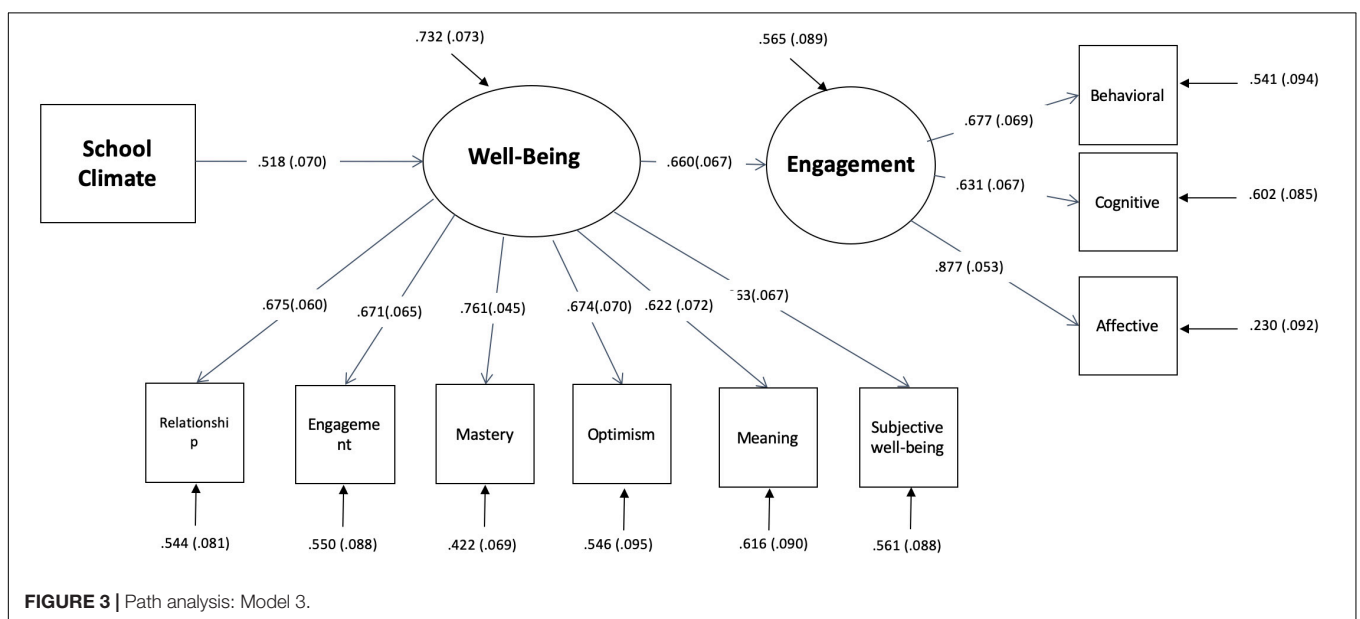 .732 (.073)
.565 (.089)
School
Climate
.518 (.070)
Well-Being
.660(.067)
Engagement
.677 (.069)
.631 (.067)
.877 (.053)
Behavioral
.541 (.094)
Cognitive
.602 (.085)
Affective
.230 (.092)
.675(.060)
.671(.065)
.761(.045)
.674(.070)
.622 (.072)
53(.067)
Relationshi
p
Engageme
nt
Mastery
Optimism
Meaning
Subjective
well-being
.544 (.081)
.550 (.088)
.422 (.069)
.546 (.095)
.616 (.090)
.561 (.088)
FIGURE 3 | Path analysis: Model 3.